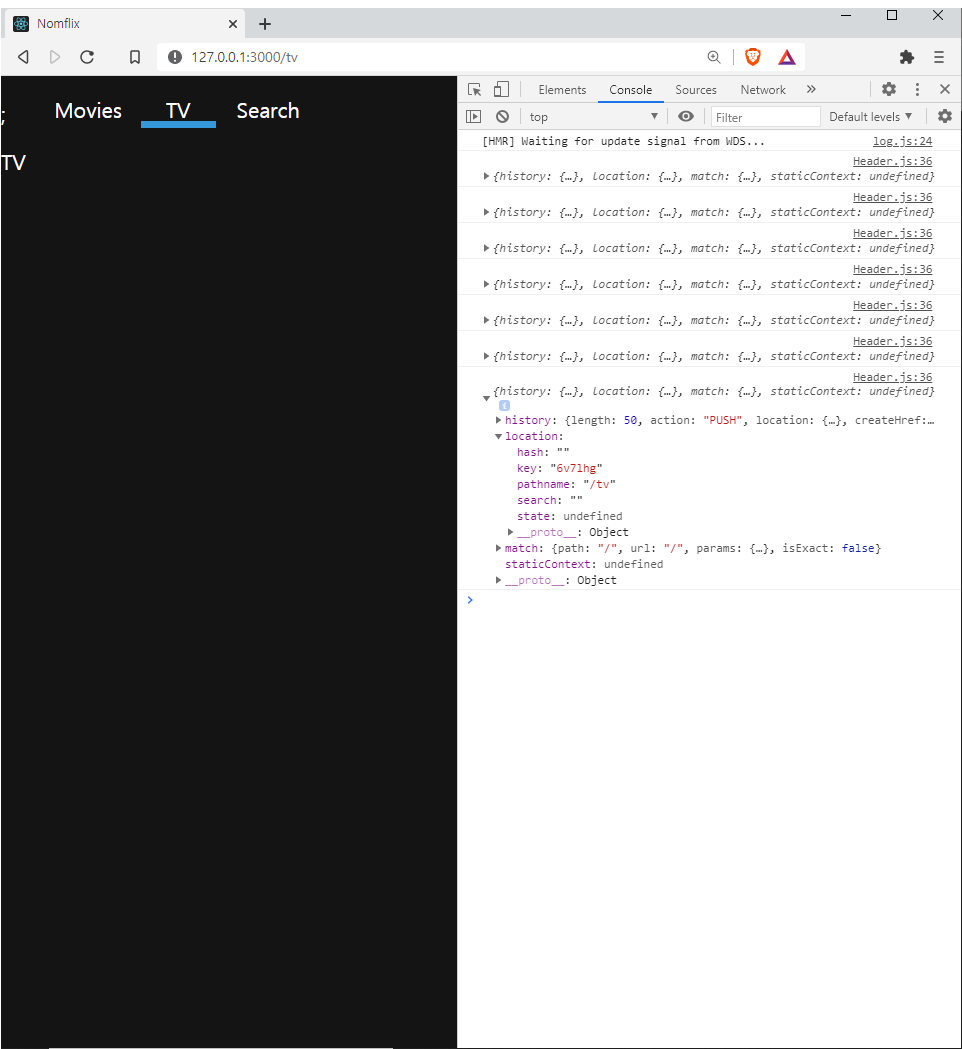 Nomflix
127.0.0.1:3000/tv
; Movies TV Search
TV
Elements Console Sources Network »
top Filter Default levels
[HMR] Waiting for update signal from WDS... log.js:24
Header.js:36
{history: {…}, location: {…}, match: {…}, staticContext: undefined}
Header.js:36
{history: {…}, location: {…}, match: {…}, staticContext: undefined}
Header.js:36
{history: {…}, location: {…}, match: {…}, staticContext: undefined}
Header.js:36
{history: {…}, location: {…}, match: {…}, staticContext: undefined}
Header.js:36
{history: {…}, location: {…}, match: {…}, staticContext: undefined}
Header.js:36
{history: {…}, location: {…}, match: {…}, staticContext: undefined}
Header.js:36
{history: {…}, location: {…}, match: {…}, staticContext: undefined}
i
history: {length: 50, action: "PUSH", location: {…}, createHref:…
location:
hash: ""
key: "6v7lhg"
pathname: "/tv"
search: ""
state: undefined
__proto__: Object
match: {path: "/", url: "/", params: {…}, isExact: false}
staticContext: undefined
__proto__: Object
>